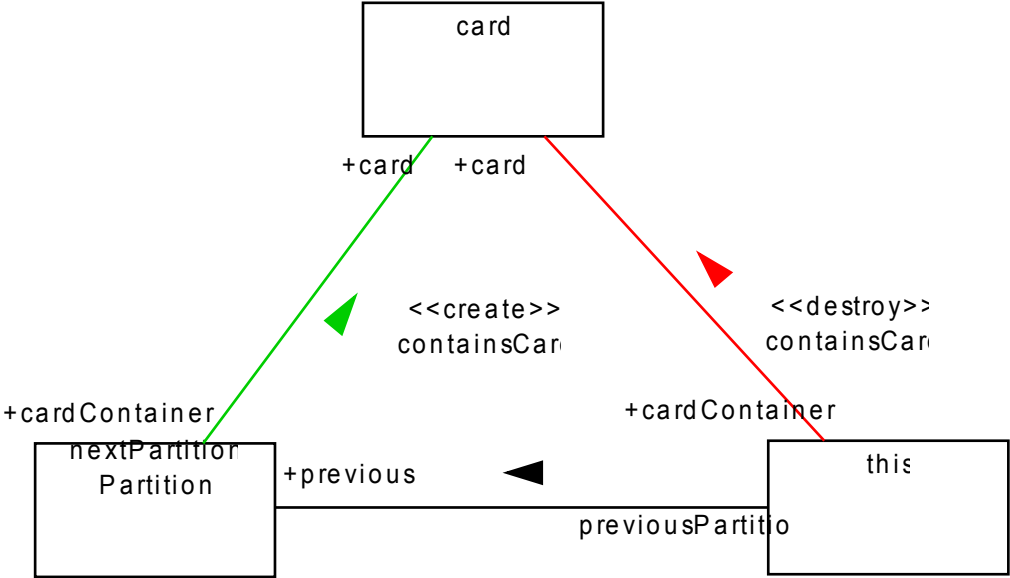 card
+card +card
<<create>>
containsCar
<<destroy>>
containsCar
+cardContainer
nextPartition
Partition
+cardContainer
this
+previous
previousPartitio